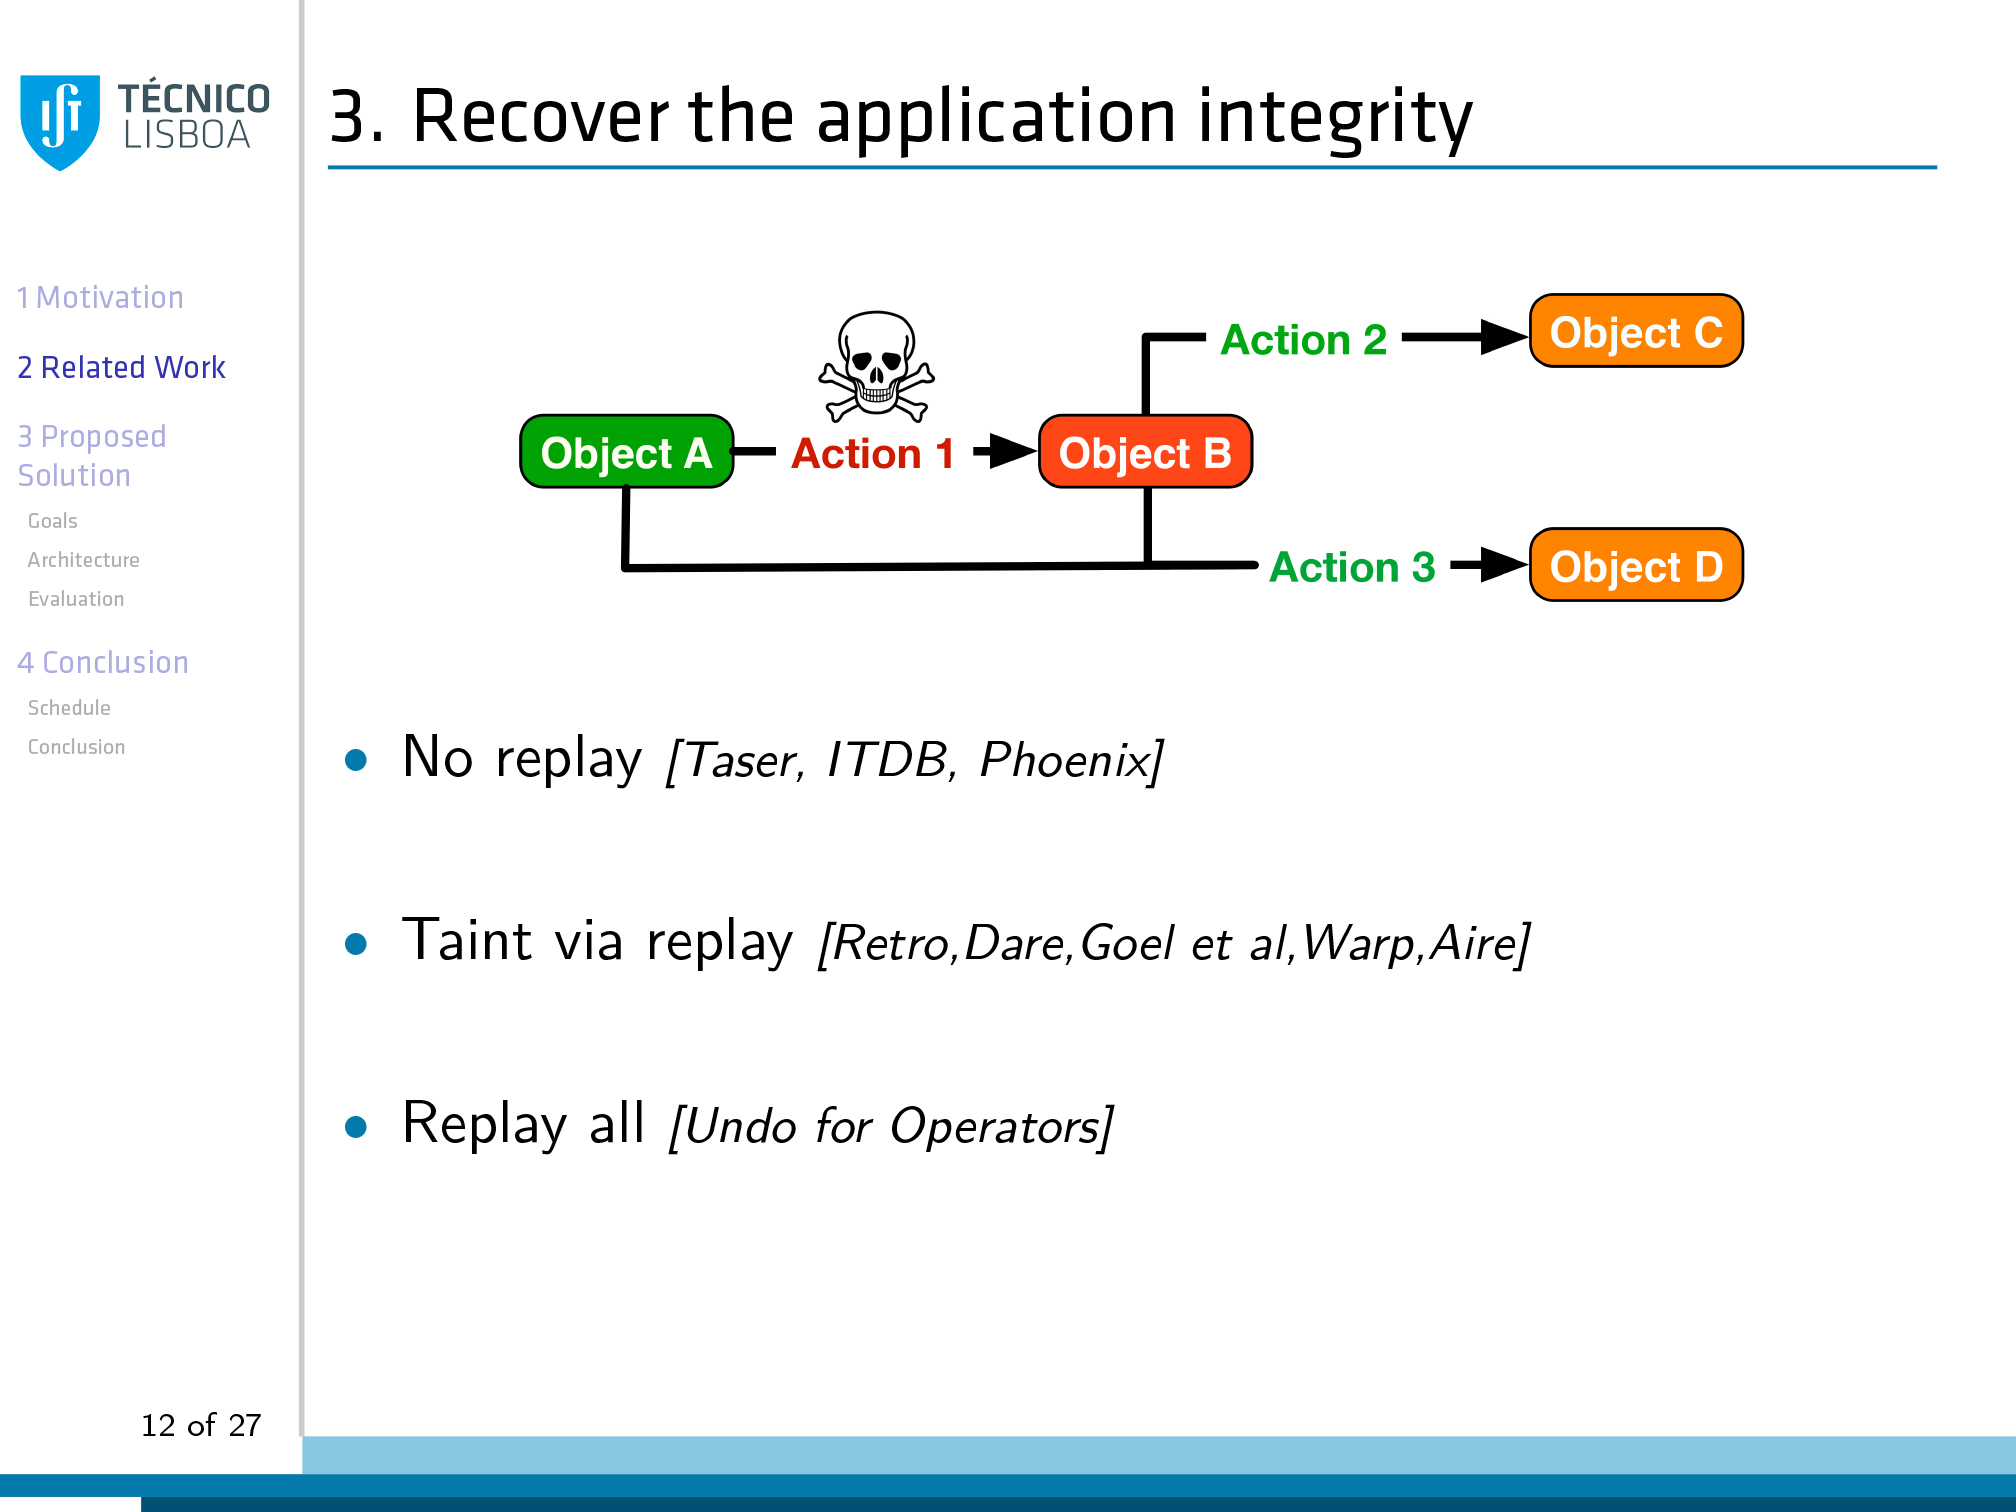 TÉCNICO
LISBOA
3. Recover the application integrity
1 Motivation
2 Related Work
3 Proposed
Solution
Goals
Architecture
Evaluation
4 Conclusion
Schedule
Conclusion
Action 2
Object C
Object A
Action 1
Object B
Action 3
Object D
• No replay [Taser, ITDB, Phoenix]
• Taint via replay [Retro,Dare,Goel et al,Warp,Aire]
• Replay all [Undo for Operators]
12 of 27